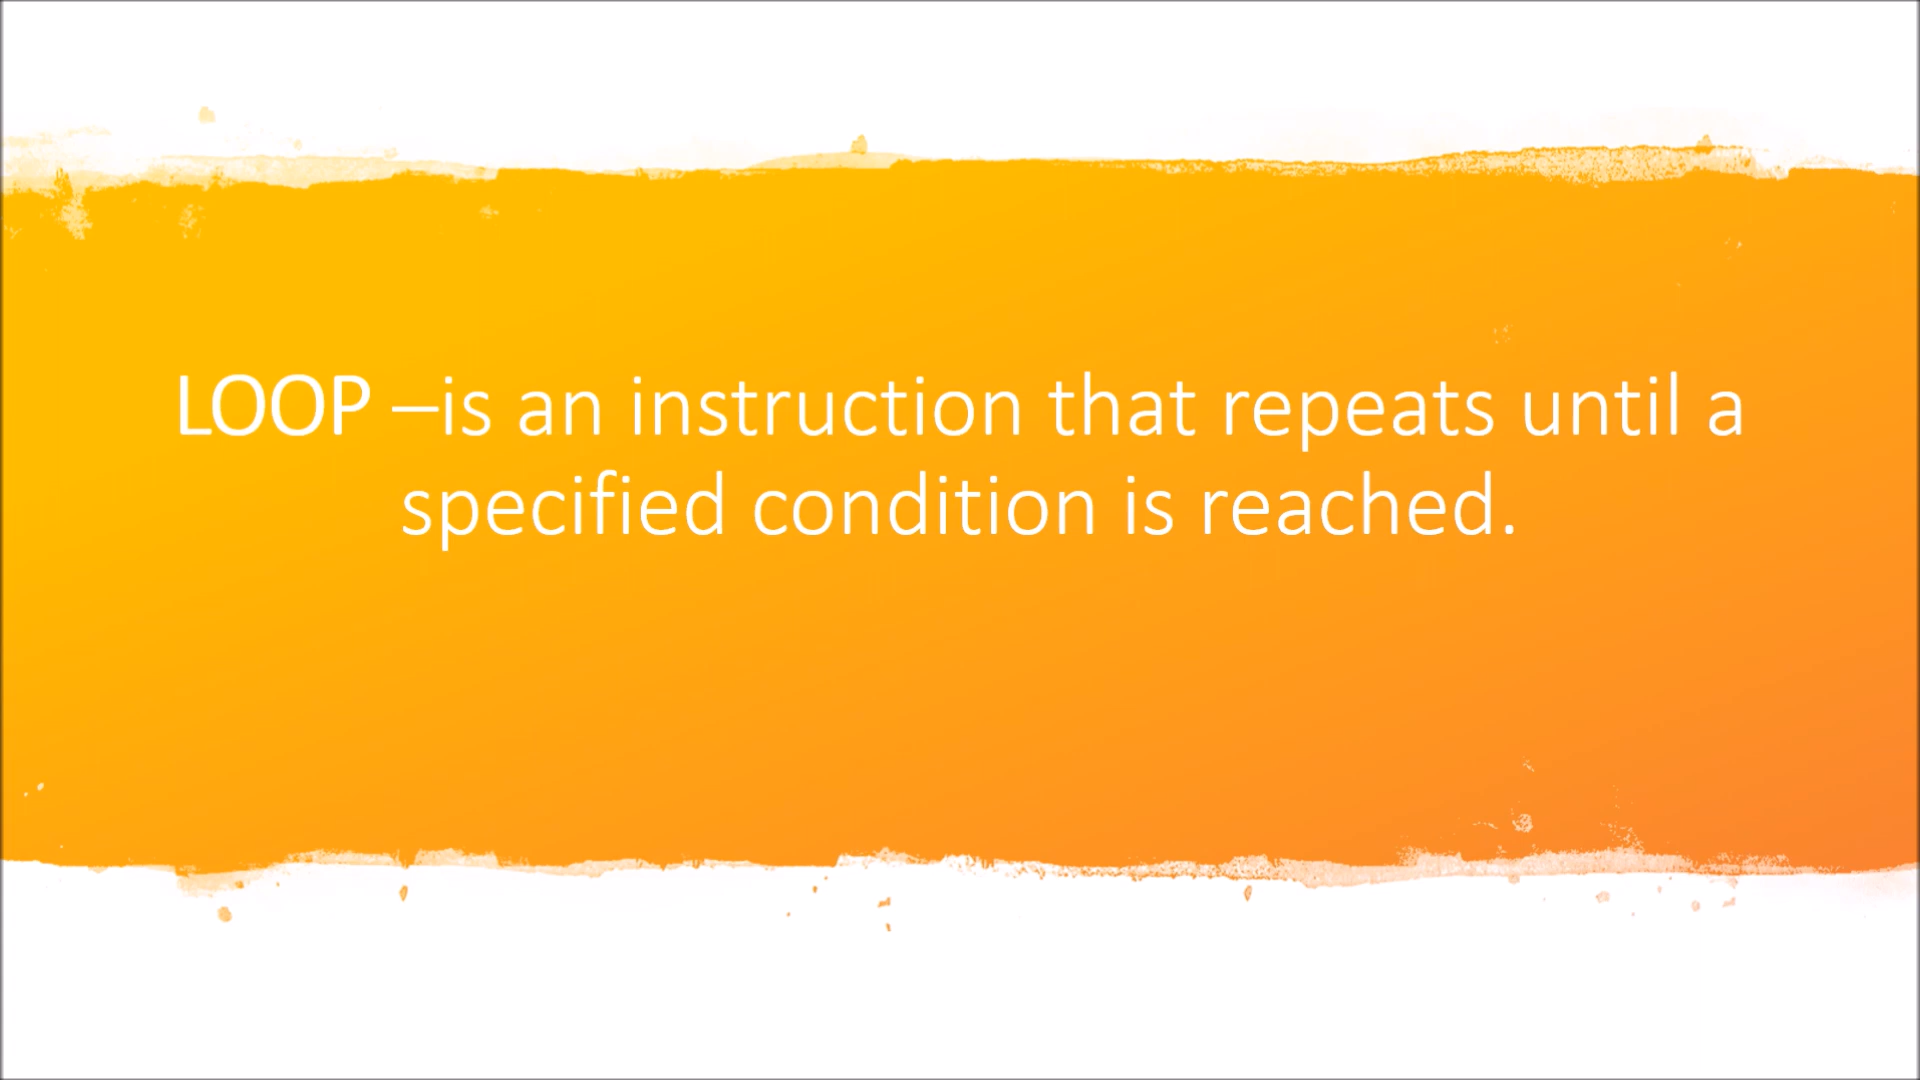 LOOP –is an instruction that repeats until a
specified condition is reached.